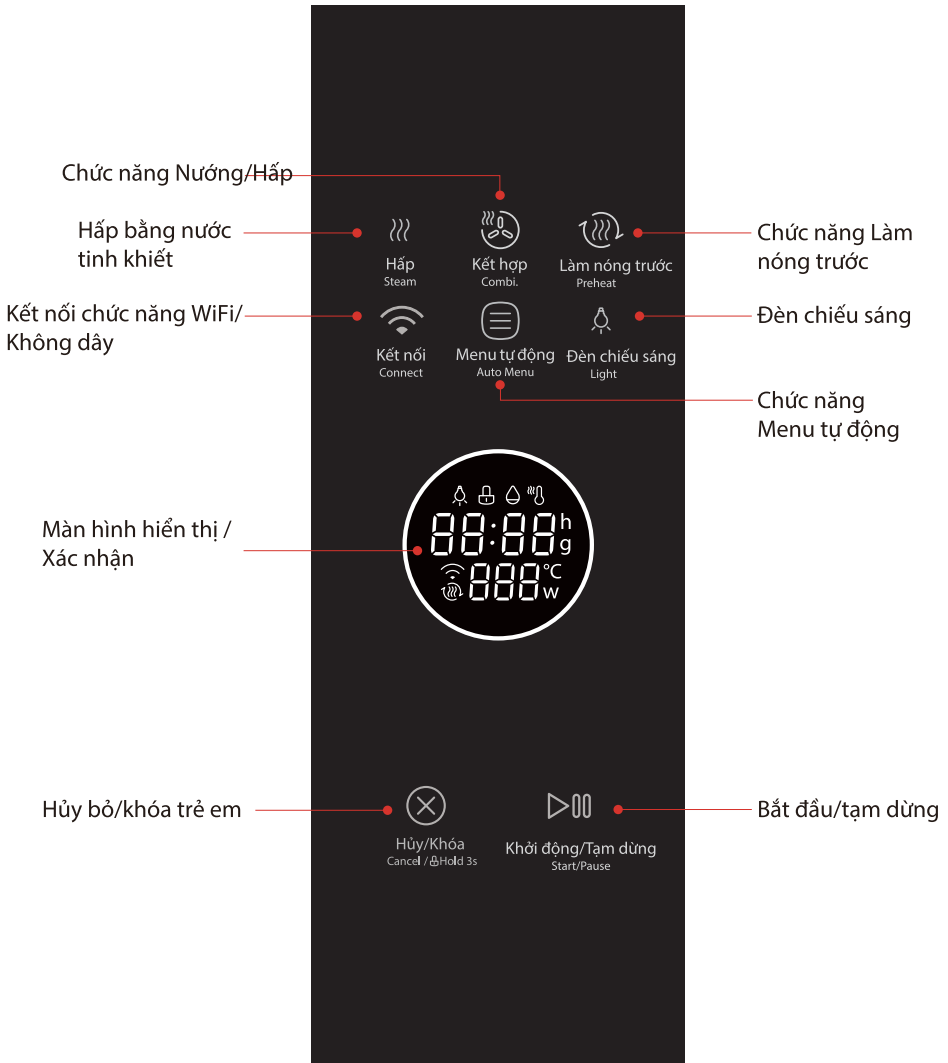 Chức năng Nướng/Hấp
Hấp bằng nước
tinh khiết
Hấp
Steam
Kết hợp
Combi.
Làm nóng trước
Preheat
Chức năng Làm
nóng trước
Kết nối chức năng WiFi/
Không dây
Kết nối
Connect
Menu tự động
Auto Menu
Đèn chiếu sáng
Light
Đèn chiếu sáng
Chức năng
Menu tự động
Màn hình hiển thị /
Xác nhận
88:88 h
g
888 °C
w
Hủy bỏ/khóa trẻ em
Hủy/Khóa
Cancel / Hold 3s
Khởi động/Tạm dừng
Start/Pause
Bắt đầu/tạm dừng